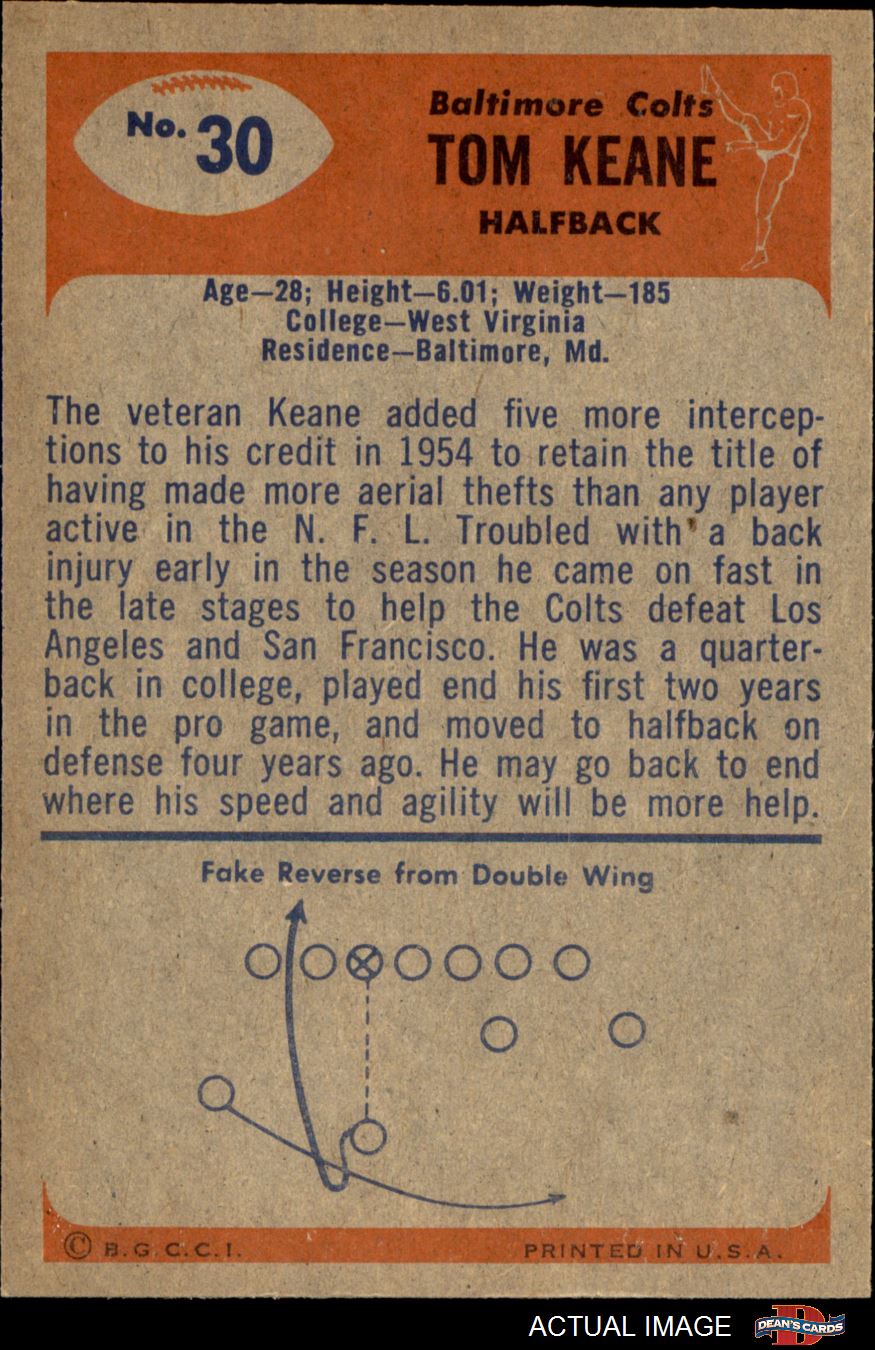 No. 30
Baltimore Colts
TOM KEANE
HALFBACK
Age—28; Height—6.01; Weight—185
College—West Virginia
Residence—Baltimore, Md.
The veteran Keane added five more intercep-
tions to his credit in 1954 to retain the title of
having made more aerial thefts than any player
active in the N. F. L. Troubled with a back
injury early in the season he came on fast in
the late stages to help the Colts defeat Los
Angeles and San Francisco. He was a quarter-
back in college, played end his first two years
in the pro game, and moved to halfback on
defense four years ago. He may go back to end
where his speed and agility will be more help.
Fake Reverse from Double Wing
© B.G.C.C.I. PRINTED IN U.S.A.
ACTUAL IMAGE DEAN'S CARDS